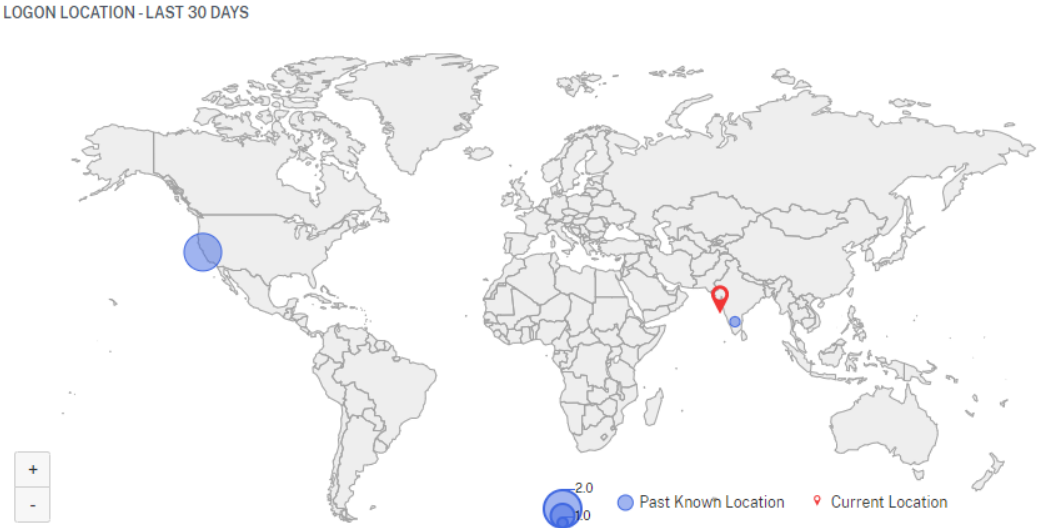 LOGON LOCATION - LAST 30 DAYS
+
-
2.0
1.0
Past Known Location
Current Location